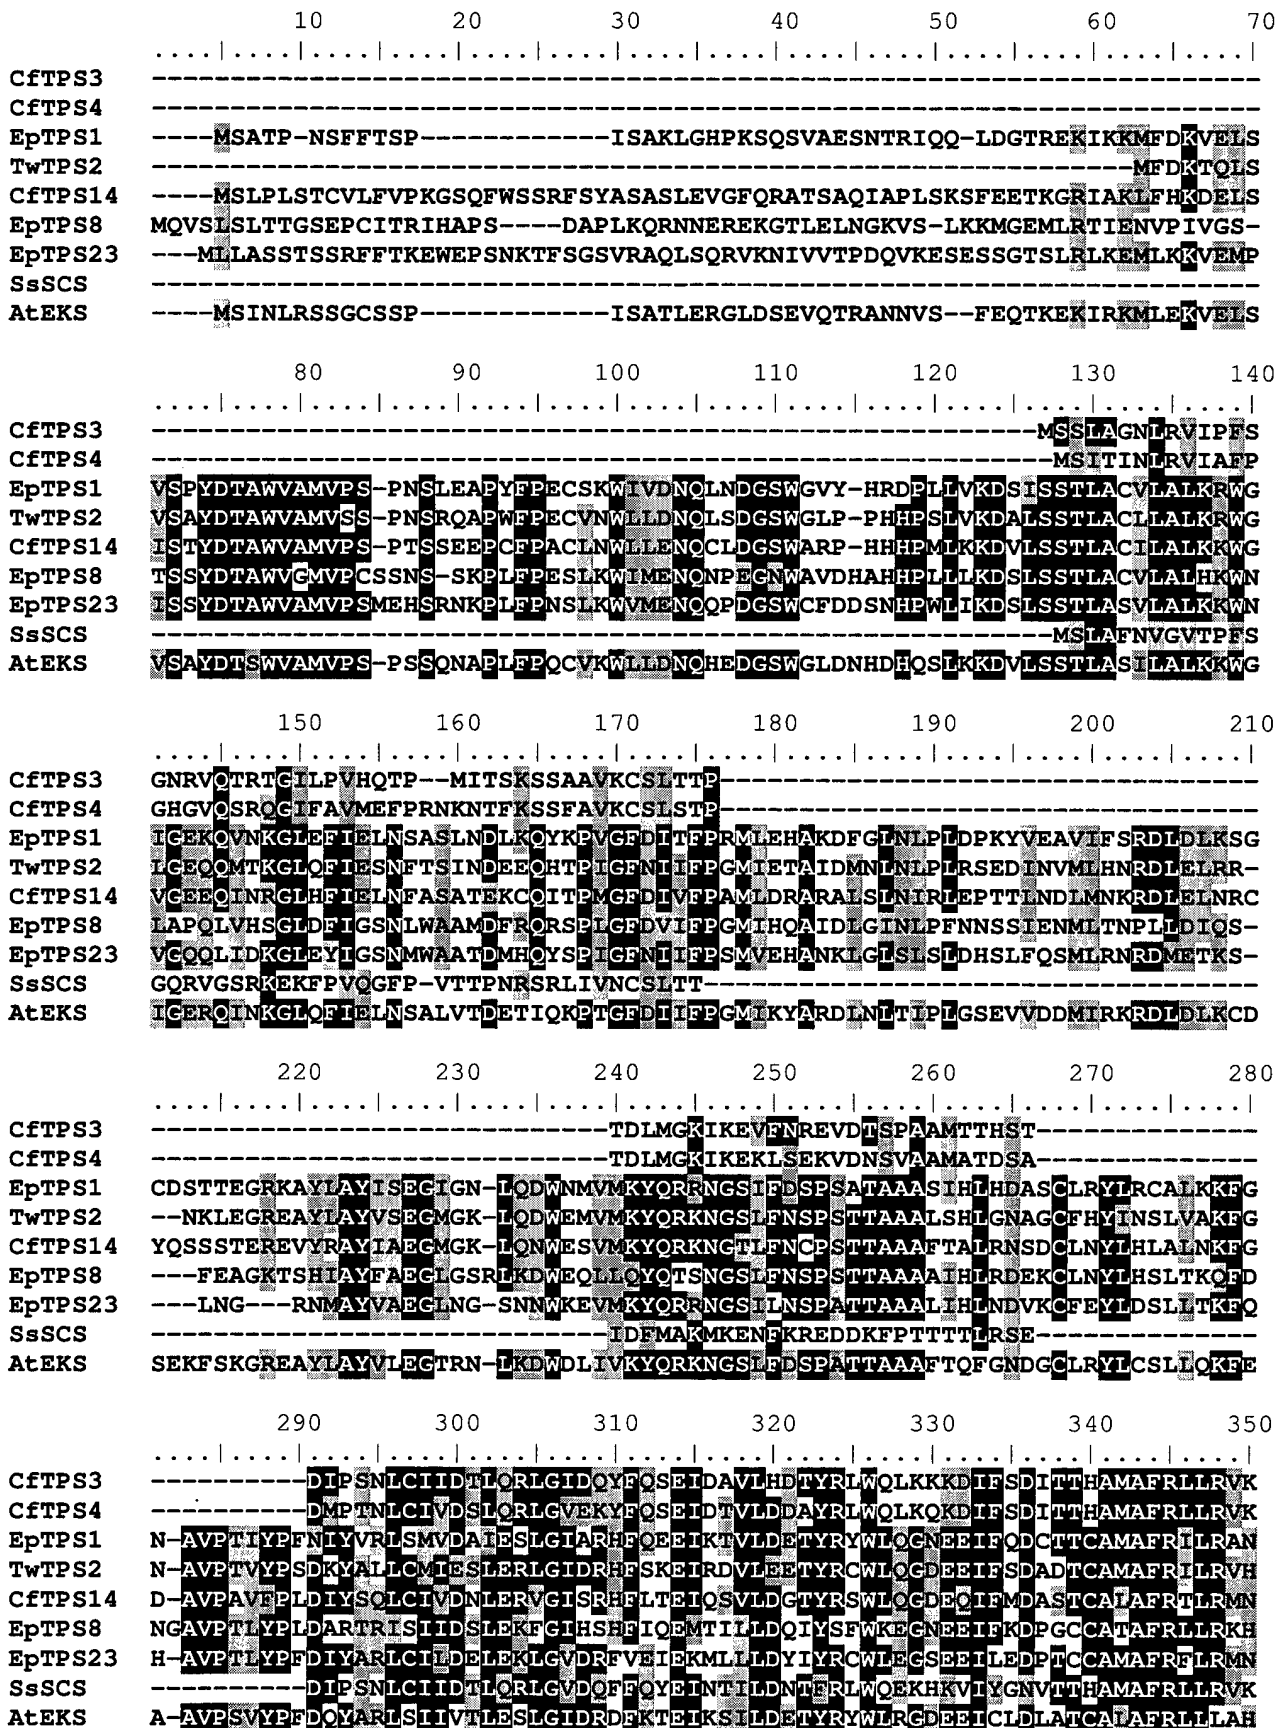 10 20 30 40 50 60 70
CfTPS3 ----------------------------------------------------------------------
CfTPS4 ----------------------------------------------------------------------
EpTPS1 ----MSATP-NSFFTSP------------ISAKLGHPKSQSVAESNTRIQQ-LDGTREKIKKMFDKVELS
TwTPS2 --------------------------------------------------------------MFDKTQLS
CfTPS14 ----MSLPLSTCVLFVPKGSQFWSSRFSYASASLEVGFQRATSAQIAPLSKSFEETKGRIAKLFHKDELS
EpTPS8 MQVSLSLTTGSEPCITRIHAPS----DAPLKQRNNEREKGTLELNGKVS-LKKMGEMLRTIENVPIVGS-
EpTPS23 ---MLLASSTSSRFFTKEWEPSNKTFSGSVRAQLSQRVKNIVVTPDQVKESESSGTSLRLKEMLKKVEMP
SsSCS ----------------------------------------------------------------------
AtEKS ----MSINLRSSGCSSP------------ISATLERGLDSEVQTRANNVS--FEQTKEKIRKMLEKVELS
80 90 100 110 120 130 140
CfTPS3 --------------------------------------------------------MSSLAGNLRVIPFS
CfTPS4 ---------------------------------------------------------MSITINLRVIAFP
EpTPS1 VSPYDTAWVAMVPS-PNSLEAPYFPECSKWIVDNQLNDGSWGVY-HRDPLLVKDSISSTLACVLALKRWG
TwTPS2 VSAYDTAWVAMVSS-PNSRQAPWFPECVNWLLDNQLSDGSWGLP-PHHPSLVKDALSSTLACLLALKRWG
CfTPS14 ISTYDTAWVAMVPS-PTSSEEPCFPACLNWLLENQCLDGSWARP-HHHPMLKKDVLSSTLACILALKKWG
EpTPS8 TSSYDTAWVGMVPCSSNS-SKPLFPESLKWIMENQNPEGNWAVDHAHHPLLLKDSLSSTLACVLALHKWN
EpTPS23 ISSYDTAWVAMVPSMEHSRNKPLFPNSLKWVMENQQPDGSWCFDDSNHPWLIKDSLSSTLASVLALKKWN
SsSCS ---------------------------------------------------------MSLAFNVGVTPFS
AtEKS VSAYDTSWVAMVPS-PSSQNAPLFPQCVKWLLDNQHEDGSWGLDNHDHQSLKKDVLSSTLASILALKKWG
150 160 170 180 190 200 210
CfTPS3 GNRVQTRTGILPVHQTP--MITSKSSAAVKCSLTTP----------------------------------
CfTPS4 GHGVQSRQGIFAVMEFPRNKNTFKSSFAVKCSLSTP----------------------------------
EpTPS1 IGEKQVNKGLEFIELNSASLNDLKQYKPVGFDITFPRMLEHAKDFGLNLPLDPKYVEAVIFSRDLDLKSG
TwTPS2 LGEQQMTKGLQFIESNFTSINDEEQHTPIGFNIIFPGMIETAIDMNLNLPLRSEDINVMLHNRDLELRR-
CfTPS14 VGEEQINRGLHFIELNFASATEKCQITPMGFDIVFPAMLDRARALSLNIRLEPTTLNDLMNKRDLELNRC
EpTPS8 LAPQLVHSGLDFIGSNLWAAMDFRQRSPLGFDVIFPGMIHQAIDLGINLPFNNSSIENMLTNPLLDIQS-
EpTPS23 VGQQLIDKGLEYIGSNMWAATDMHQYSPIGFNIIFPSMVEHANKLGLSLSLDHSLFQSMLRNRDMETKS-
SsSCS GQRVGSRKEKFPVQGFP-VTTPNRSRLIVNCSLTT-----------------------------------
AtEKS IGERQINKGLQFIELNSALVTDETIQKPTGFDIIFPGMIKYARDLNLTIPLGSEVVDDMIRKRDLDLKCD
220 230 240 250 260 270 280
CfTPS3 -----------------------------TDLMGKIKEVFNREVDTSPAAMTTHST--------------
CfTPS4 -----------------------------TDLMGKIKEKLSEKVDNSVAAMATDSA--------------
EpTPS1 CDSTTEGRKAYLAYISEGIGN-LQDWNMVMKYQRRNGSIFDSPSATAAASIHLHDASCLRYLRCALKKFG
TwTPS2 --NKLEGREAYLAYVSEGMGK-LQDWEMVMKYQRKNGSLFNSPSTTAAALSHLGNAGCFHYINSLVAKFG
CfTPS14 YQSSSTEREVYRAYIAEGMGK-LQNWESVMKYQRKNGTLFNCPSTTAAAFTALRNSDCLNYLHLALNKFG
EpTPS8 ---FEAGKTSHIAYFAEGLGSRLKDWEQLLQYQTSNGSLFNSPSTTAAAAIHLRDEKCLNYLHSLTKQFD
EpTPS23 ---LNG---RNMAYVAEGLNG-SNNWKEVMKYQRRNGSILNSPATTAAALIHLNDVKCFEYLDSLLTKFQ
SsSCS -----------------------------IDFMAKMKENFKREDDKFPTTTTLRSE--------------
AtEKS SEKFSKGREAYLAYVLEGTRN-LKDWDLIVKYQRKNGSLFDSPATTAAAFTQFGNDGCLRYLCSLLQKFE
290 300 310 320 330 340 350
CfTPS3 ----------DIPSNLCIIDTLQRLGIDQYFQSEIDAVLHDTYRLWQLKKKDIFSDITTHAMAFRLLRVK
CfTPS4 ----------DMPTNLCIVDSLQRLGVEKYFQSEIDTVLDDAYRLWQLKQKDIFSDITTHAMAFRLLRVK
EpTPS1 N-AVPTIYPFNIYVRLSMVDAIESLGIARHFQEEIKTVLDETYRYWLQGNEEIFQDCTTCAMAFRILRAN
TwTPS2 N-AVPTVYPSDKYALLCMIESLERLGIDRHFSKEIRDVLEETYRCWLQGDEEIFSDADTCAMAFRILRVH
CfTPS14 D-AVPAVFPLDIYSQLCIVDNLERVGISRHFLTEIQSVLDGTYRSWLQGDEQIFMDASTCALAFRTLRMN
EpTPS8 NGAVPTLYPLDARTRISIIDSLEKFGIHSHFIQEMTILLDQIYSFWKEGNEEIFKDPGCCATAFRLLRKH
EpTPS23 H-AVPTLYPFDIYARLCILDELEKLGVDRFVEIEKMLLLDYIYRCWLEGSEEILEDPTCCAMAFRFLRMN
SsSCS ----------DIPSNLCIIDTLQRLGVDQFFQYEINTILDNTFRLWQEKHKVIYGNVTTHAMAFRLLRVK
AtEKS A-AVPSVYPFDQYARLSIIVTLESLGIDRDFKTEIKSILDETYRYWLRGDEEICLDLATCALAFRLLLAH